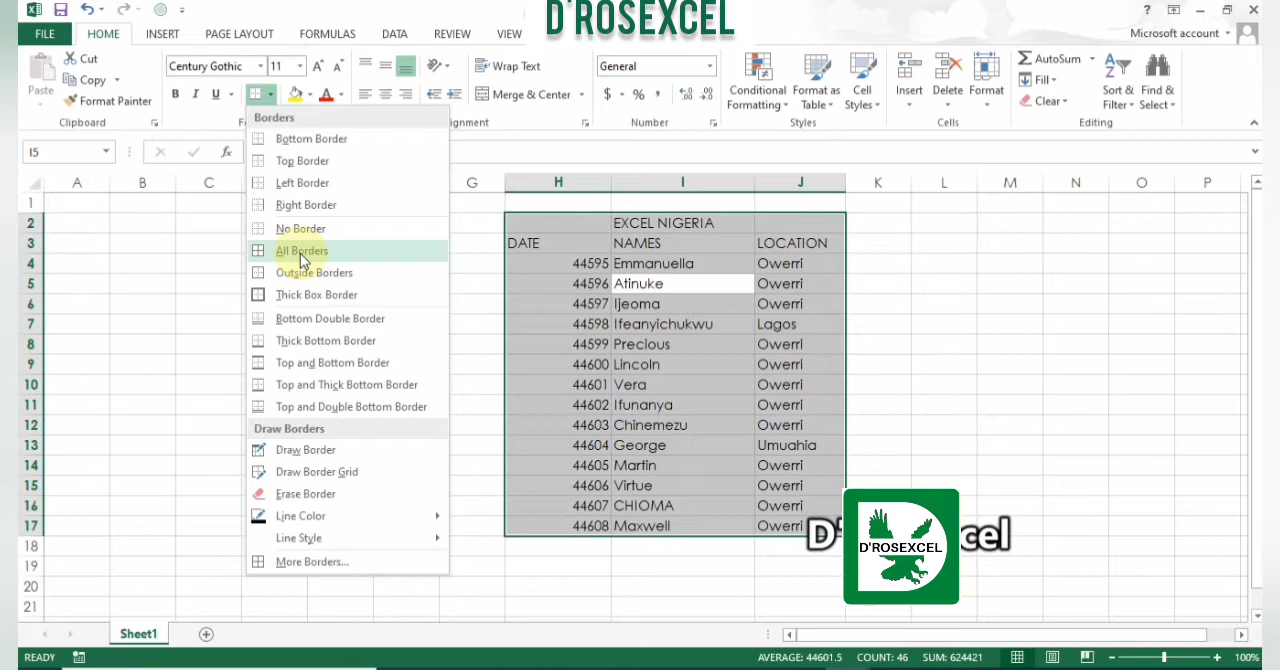 D'ROSEXCEL
FILE HOME INSERT PAGE LAYOUT FORMULAS DATA REVIEW VIEW Microsoft account
Paste
Cut
Copy
Format Painter
Clipboard
Century Gothic 11
B I U
Wrap Text
Merge & Center
General
$ % ,
Number
Conditional Formatting
Format as Table
Cell Styles
Styles
Insert Delete Format
Cells
AutoSum
Fill
Clear
Sort & Filter
Find & Select
Editing
I5
Borders
Bottom Border
Top Border
Left Border
Right Border
No Border
All Borders
Outside Borders
Thick Box Border
Bottom Double Border
Thick Bottom Border
Top and Bottom Border
Top and Thick Bottom Border
Top and Double Bottom Border
Draw Borders
Draw Border
Draw Border Grid
Erase Border
Line Color
Line Style
More Borders...
A B C G H I J K L M N O P
1
2 EXCEL NIGERIA
3 DATE NAMES LOCATION
4 44595 Emmanuella Owerri
5 44596 Atinuke Owerri
6 44597 Ijeoma Owerri
7 44598 Ifeanyichukwu Lagos
8 44599 Precious Owerri
9 44600 Lincoln Owerri
10 44601 Vera Owerri
11 44602 Ifunanya Owerri
12 44603 Chinemezu Owerri
13 44604 George Umuahia
14 44605 Martin Owerri
15 44606 Virtue Owerri
16 44607 CHIOMA Owerri
17 44608 Maxwell Owerri
18
19
20
21
D'ROSEXCEL
Sheet1
READY AVERAGE: 44601.5 COUNT: 46 SUM: 624421 100%